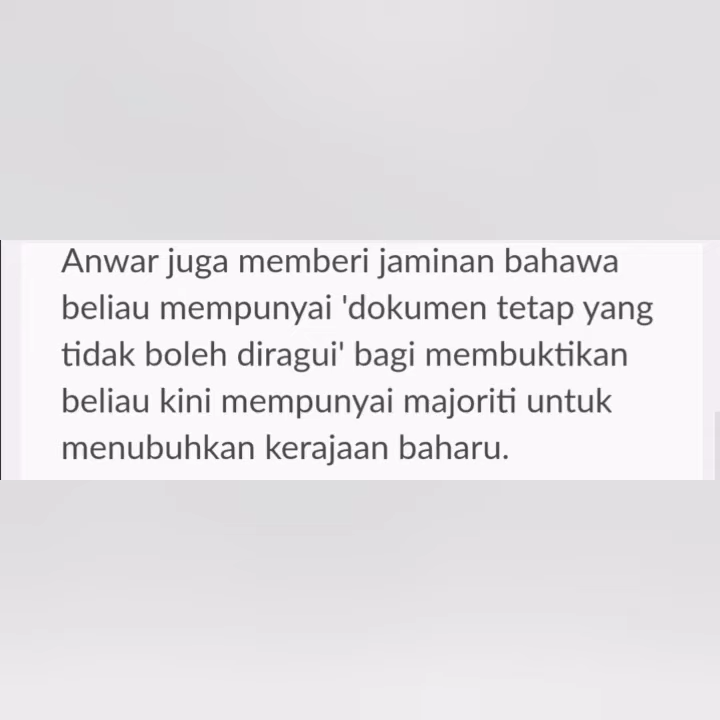 Anwar juga memberi jaminan bahawa
beliau mempunyai 'dokumen tetap yang
tidak boleh diragui' bagi membuktikan
beliau kini mempunyai majoriti untuk
menubuhkan kerajaan baharu.